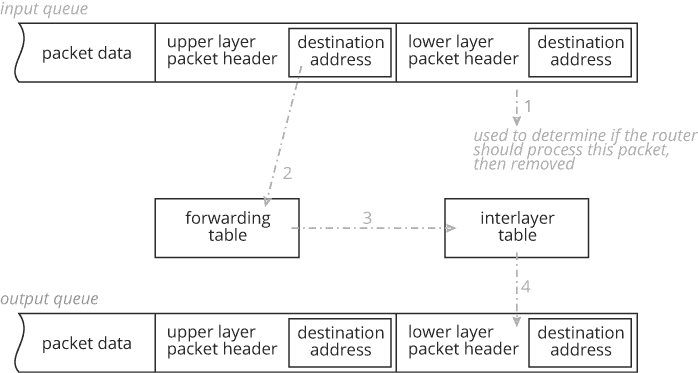 input queue
packet data
upper layer
packet header
destination
address
lower layer
packet header
destination
address
1
used to determine if the router
should process this packet,
then removed
2
forwarding
table
3
interlayer
table
4
output queue
packet data
upper layer
packet header
destination
address
lower layer
packet header
destination
address